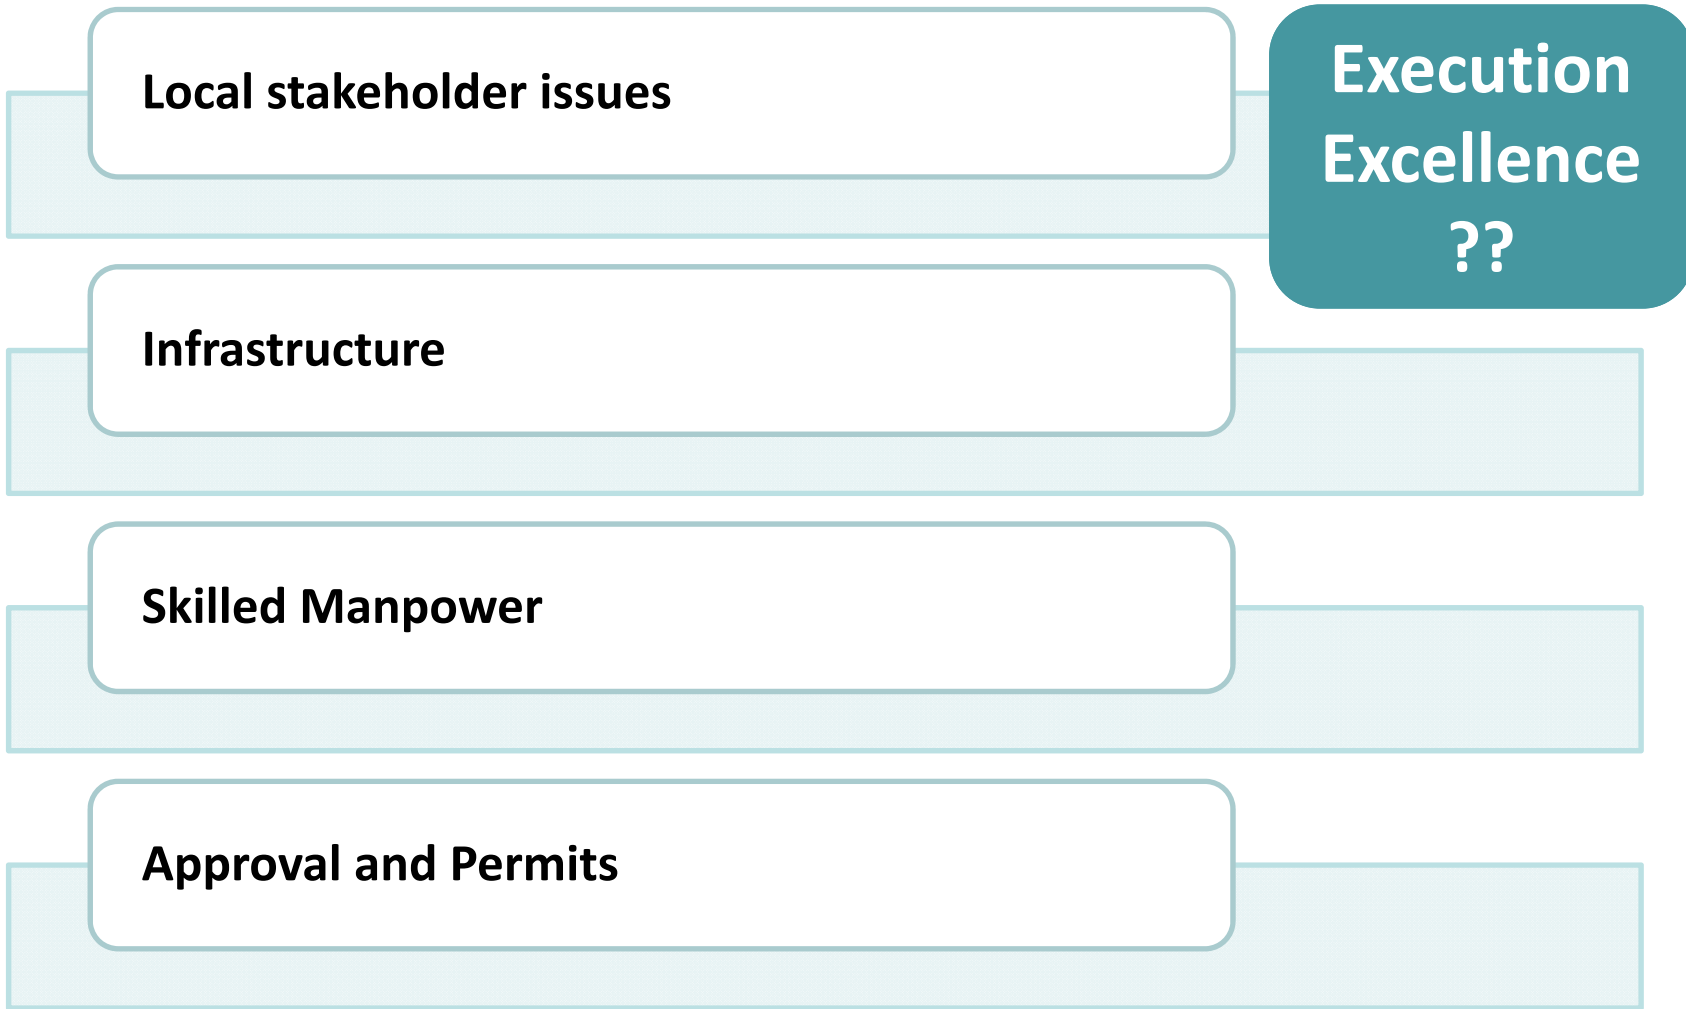 Local stakeholder issues
Execution
Excellence
??
Infrastructure
Skilled Manpower
Approval and Permits